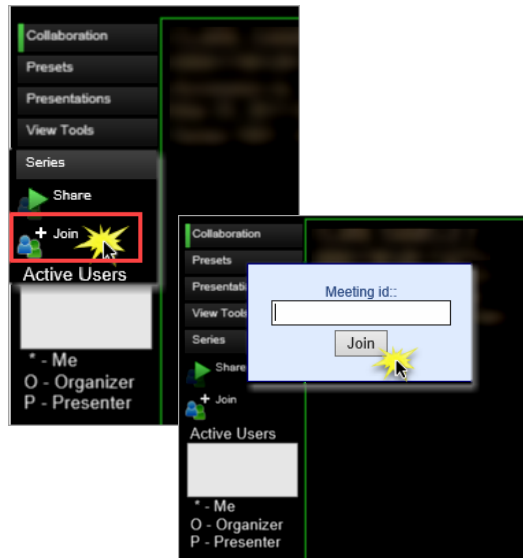 Collaboration
Presets
Presentations
View Tools
Series
Share
+ Join
Active Users
* - Me
O - Organizer
P - Presenter
Collaboration
Presets
Presentati
View Tools
Series
Share
+ Join
Active Users
* - Me
O - Organizer
P - Presenter
Meeting id::
Join